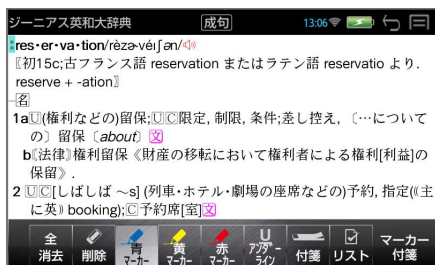 ジーニアス英和大辞典 成句 13:06
res・er・va・tion/rèzɚvéɪʃən/
〖初15c;古フランス語 reservation またはラテン語 reservatio より.
reserve + -ation〗
名
1a U(権利などの)留保;U C限定, 制限, 条件;差し控え, 〔…について
の〕留保〔about〕文
b〖法律〗権利留保《財産の移転において権利者による権利[利益]の
保留》.
2 U C[しばしば ~s] (列車・ホテル・劇場の座席などの)予約, 指定(⦅主
に英⦆ booking);C予約席[室]文
全消去 削除 青マーカー 黄マーカー 赤マーカー U アンダーライン 付箋 リスト マーカー付箋